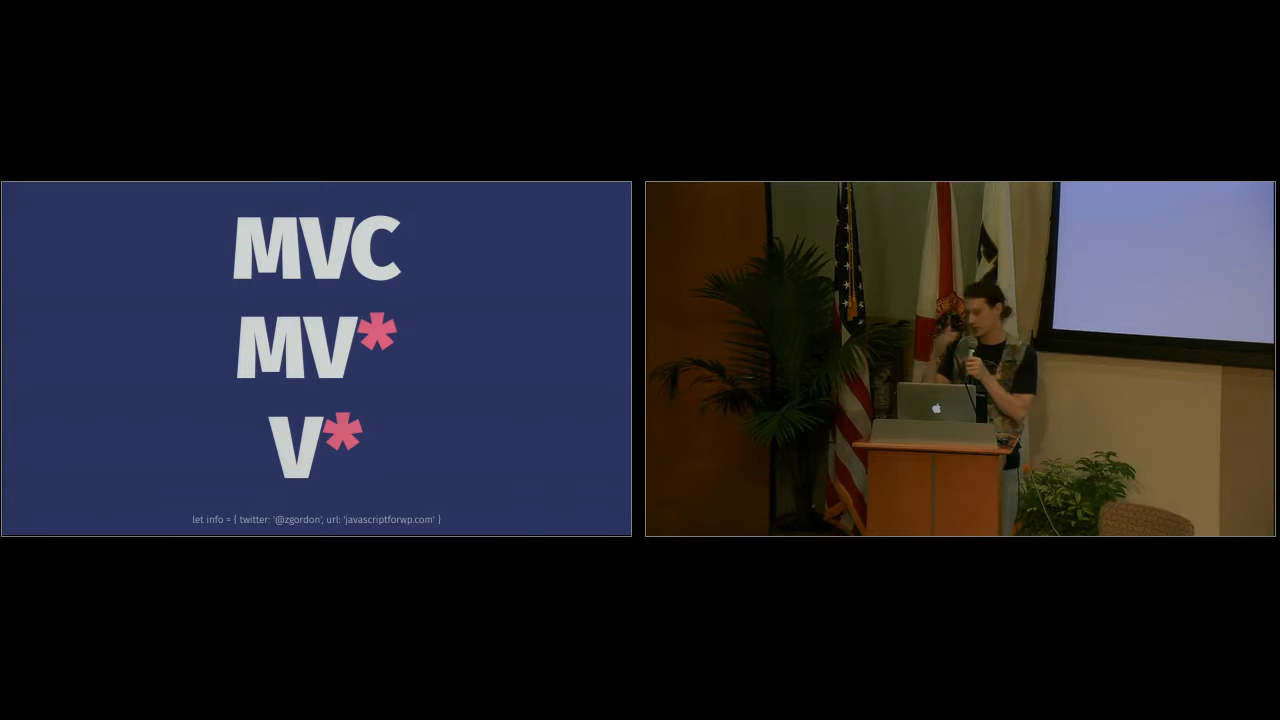 MVC
MV*
V*
let info = { twitter: '@zgordon', url: 'javascriptforwp.com' }